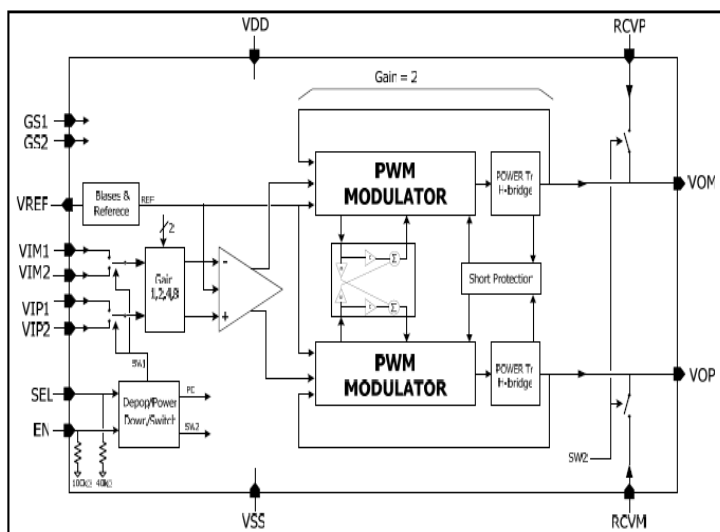 VDD
RCVP
Gain = 2
GS1
GS2
PWM
MODULATOR
POWER Tr
H-bridge
VOM
VREF
Biases &
Referece
REF
2
VIM1
VIM2
VIP1
VIP2
Gain
1,2,4,8
-
+
Σ
Σ
Short Protection
SW1
PWM
MODULATOR
POWER Tr
H-bridge
VOP
SEL
EN
Depop/Power
Down/Switch
SW2
SW2
VSS
RCVM